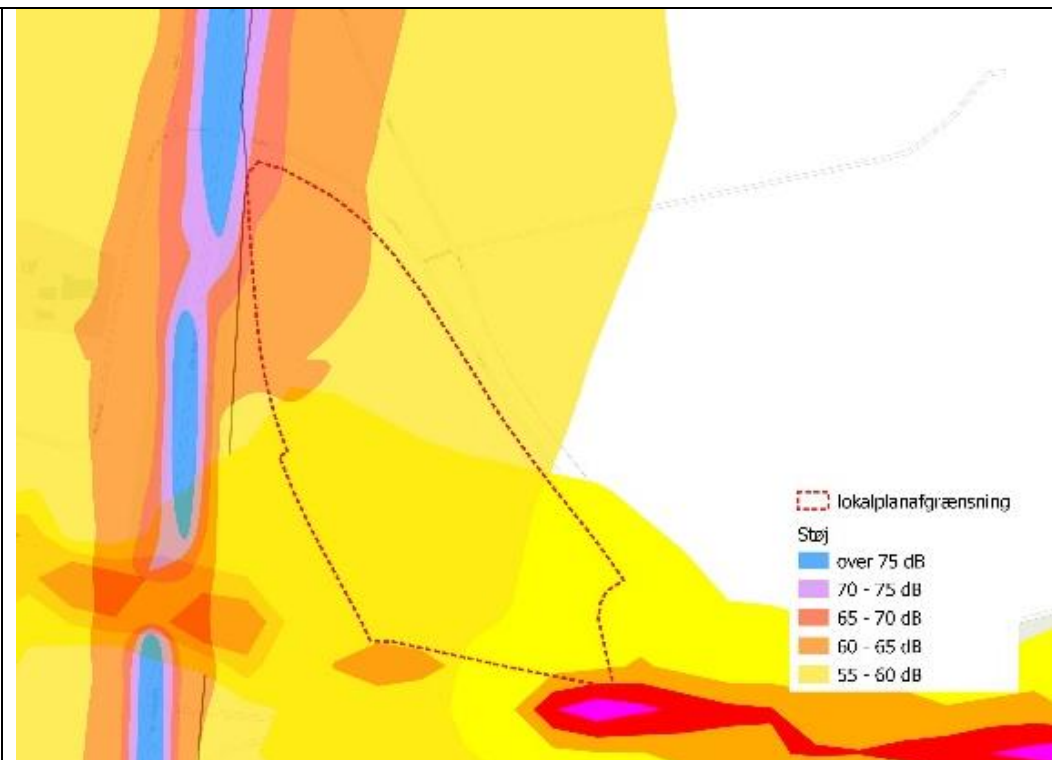 lokalplanafgrænsning
Støj
over 75 dB
70 - 75 dB
65 - 70 dB
60 - 65 dB
55 - 60 dB